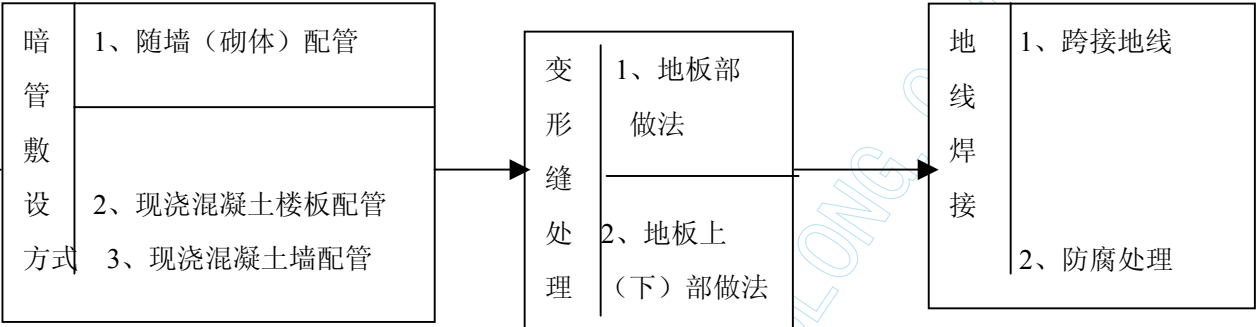 暗管敷设方式
1、随墙（砌体）配管
2、现浇混凝土楼板配管
3、现浇混凝土墙配管
变形缝处理
1、地板部
做法
2、地板上
（下）部做法
地线焊接
1、跨接地线
2、防腐处理